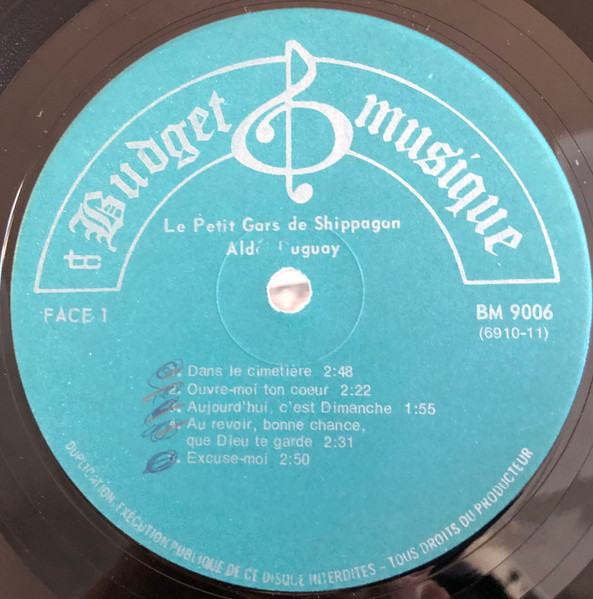 Budget musique
Le Petit Gars de Shippagan
FACE 1
BM 9006
(6910-11)
Dans le cimetière 2:48
2. Ouvre-moi ton coeur 2:22
Aujourd'hui, c'est Dimanche 1:55
Au revoir, bonne chance,
que Dieu te garde 2:31
Excuse-moi 2:50
DUPLICATION, EXÉCUTION PUBLIQUE DE CE DISQUE INTERDITES - TOUS DROITS DU PRODUCTEUR